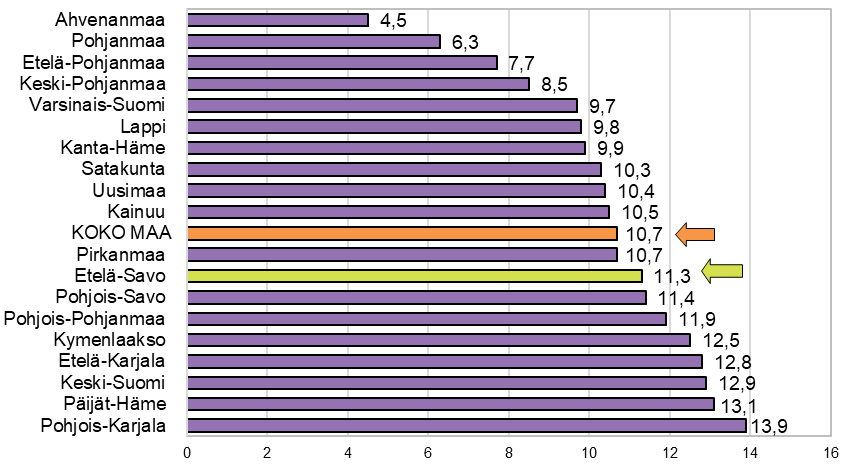 Ahvenanmaa 4,5
Pohjanmaa 6,3
Etelä-Pohjanmaa 7,7
Keski-Pohjanmaa 8,5
Varsinais-Suomi 9,7
Lappi 9,8
Kanta-Häme 9,9
Satakunta 10,3
Uusimaa 10,4
Kainuu 10,5
KOKO MAA 10,7
Pirkanmaa 10,7
Etelä-Savo 11,3
Pohjois-Savo 11,4
Pohjois-Pohjanmaa 11,9
Kymenlaakso 12,5
Etelä-Karjala 12,8
Keski-Suomi 12,9
Päijät-Häme 13,1
Pohjois-Karjala 13,9
0 2 4 6 8 10 12 14 16